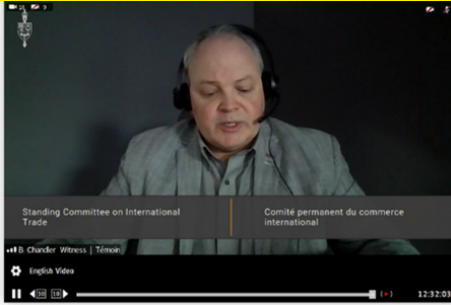 Standing Committee on International
Trade
Comité permanent du commerce
international
B. Chandler Witness | Témoin
English Video
12:32:03